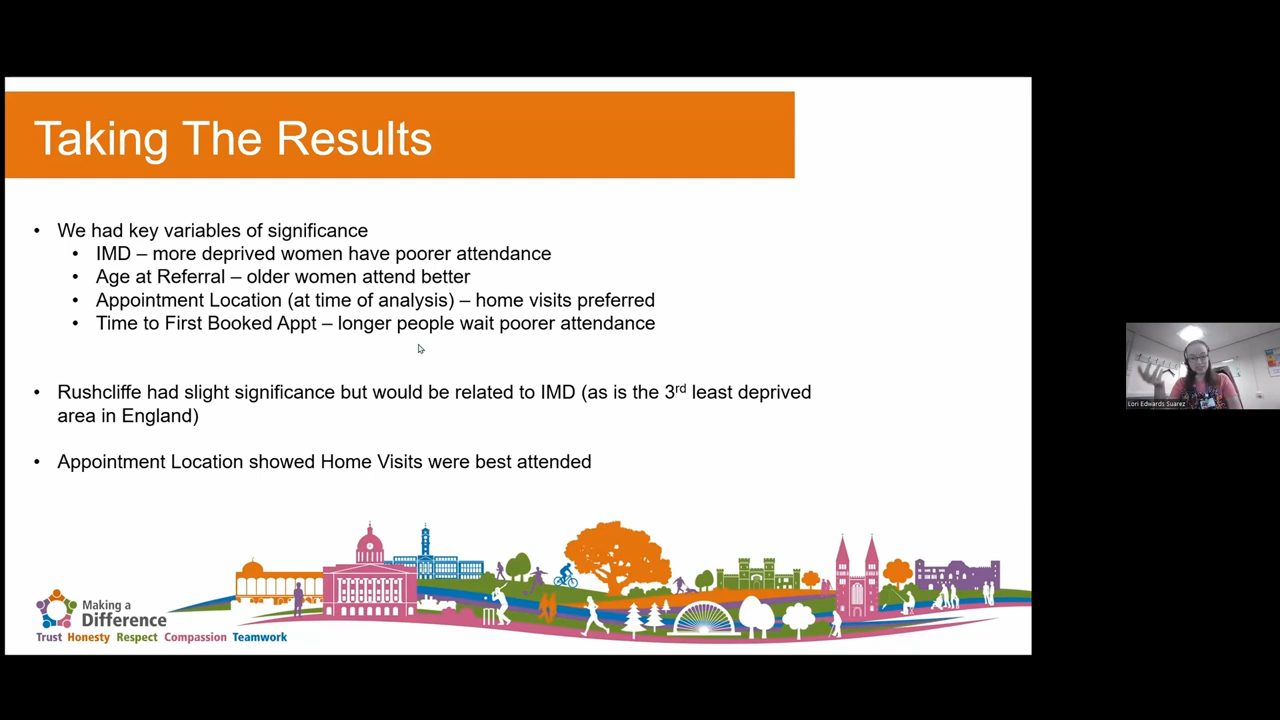 Taking The Results
• We had key variables of significance
• IMD – more deprived women have poorer attendance
• Age at Referral – older women attend better
• Appointment Location (at time of analysis) – home visits preferred
• Time to First Booked Appt – longer people wait poorer attendance
• Rushcliffe had slight significance but would be related to IMD (as is the 3rd least deprived
area in England)
• Appointment Location showed Home Visits were best attended
Making a
Difference
Trust Honesty Respect Compassion Teamwork
Lori Edwards Suarez